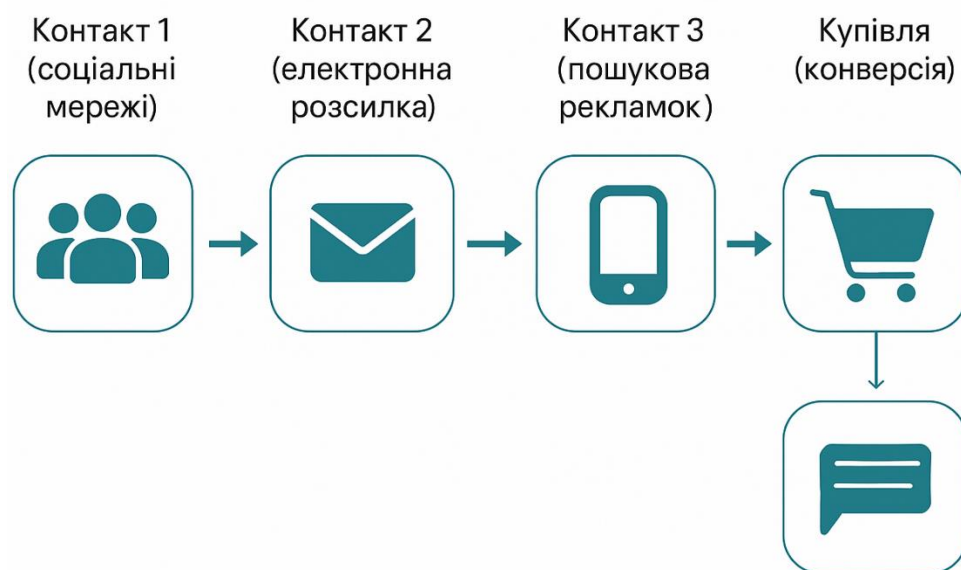 Контакт 1
(соціальні
мережі)
Контакт 2
(електронна
розсилка)
Контакт 3
(пошукова
рекламок)
Купівля
(конверсія)